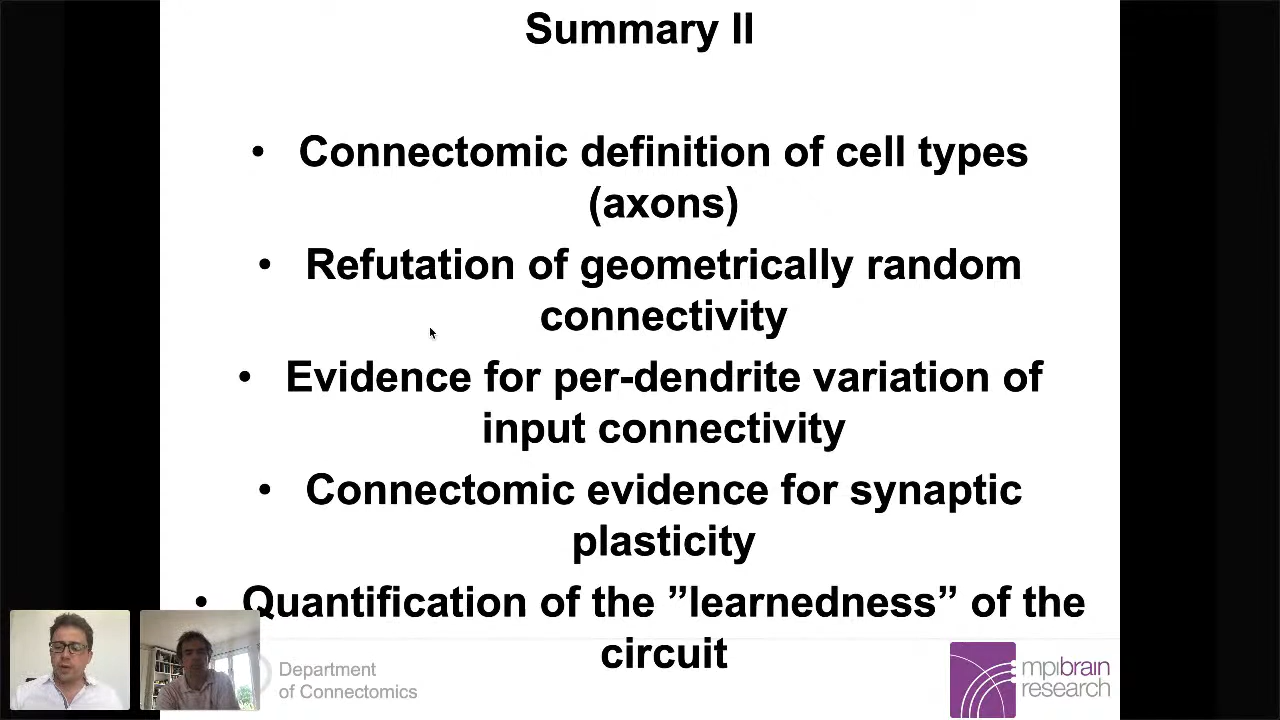 Summary II
• Connectomic definition of cell types
(axons)
• Refutation of geometrically random
connectivity
• Evidence for per-dendrite variation of
input connectivity
• Connectomic evidence for synaptic
plasticity
• Quantification of the ”learnedness” of the
circuit
Department
of Connectomics
mpibrain
research